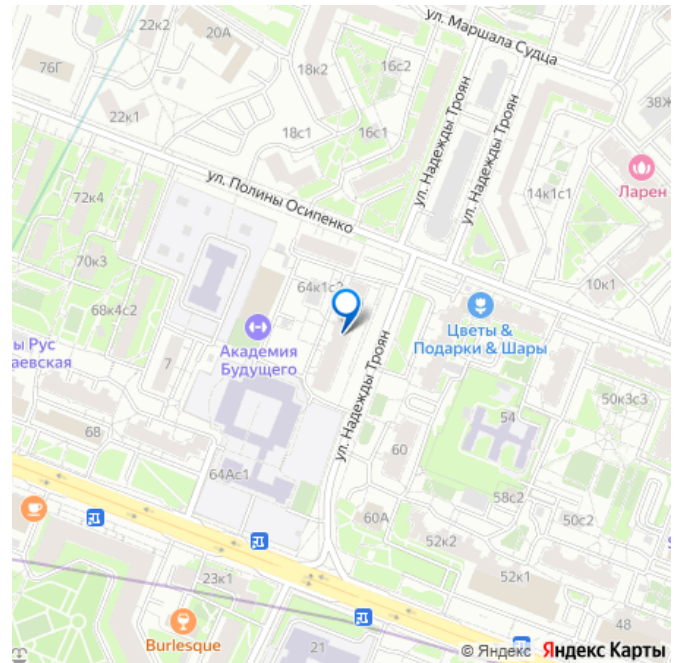 22к2
20А
ул. Маршала Судца
76Г
18к2
16с2
22к1
38Ж
18с1
16с1
ул. Надежды Троян
ул. Надежды Троян
Ларен
14к1с1
72к4
ул. Полины Осипенко
70к3
64к1с2
10к1
68к4с2
Цветы &
Подарки & Шары
ы Рус
аевская
7
Академия
Будущего
50к3с3
54
68
ул. Надежды Троян
60
64Ас1
58с2
60А
50с2
52к2
23к1
52к1
Burlesque
21
48
© Яндекс Яндекс Карты